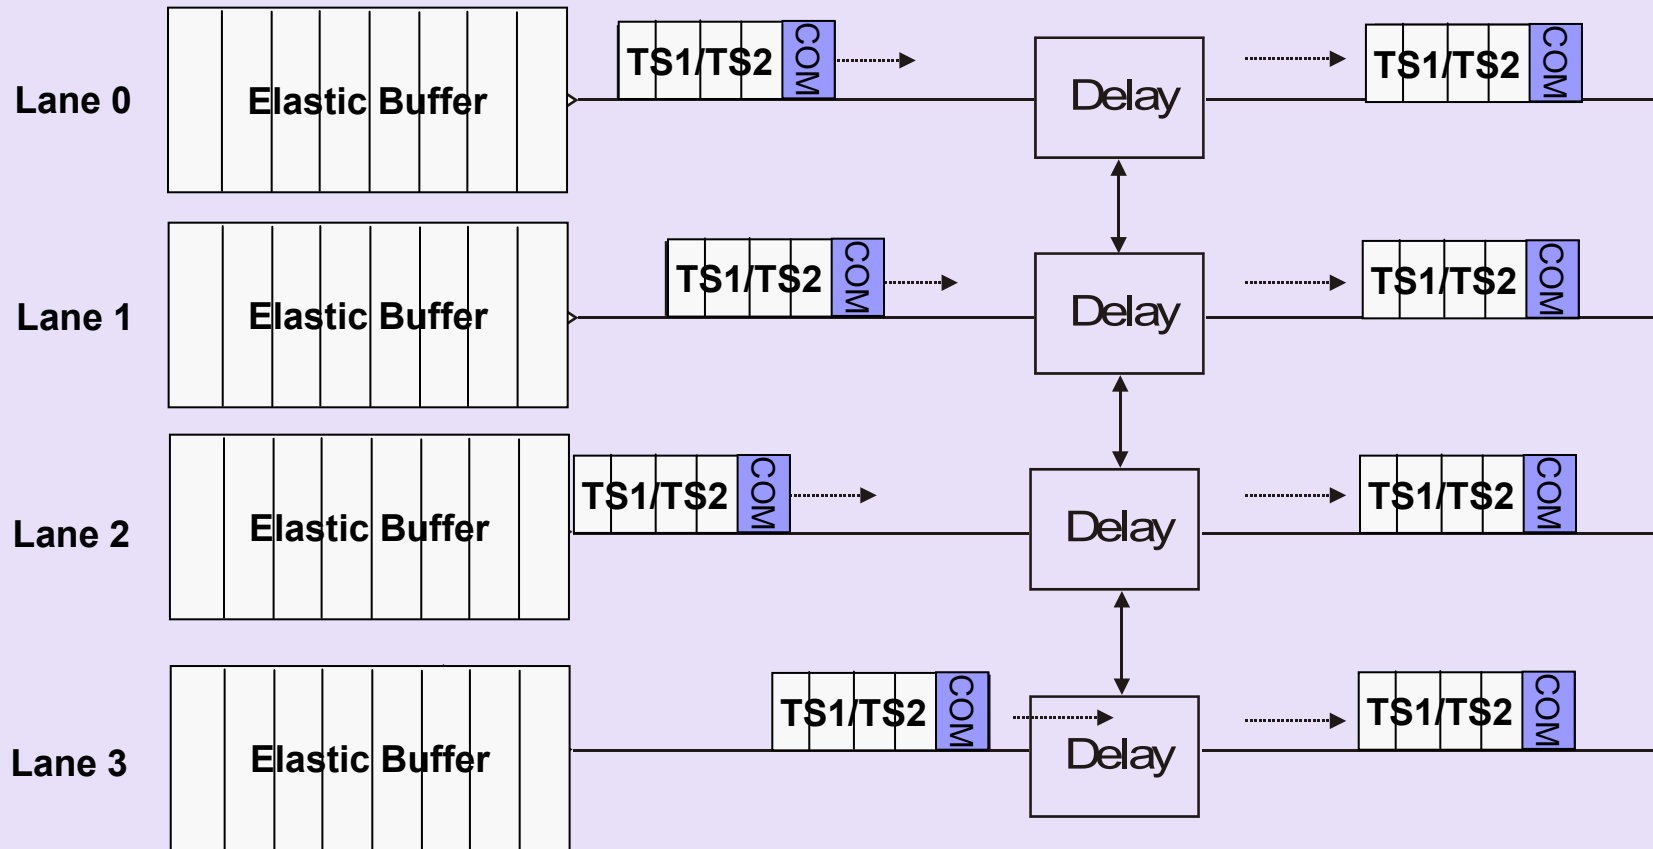 TS1/TS2 COM
TS1/TS2 COM
Lane 0
Elastic Buffer
Delay
TS1/TS2 COM
TS1/TS2 COM
Lane 1
Elastic Buffer
Delay
TS1/TS2 COM
TS1/TS2 COM
Lane 2
Elastic Buffer
Delay
TS1/TS2 COM
TS1/TS2 COM
Lane 3
Elastic Buffer
Delay